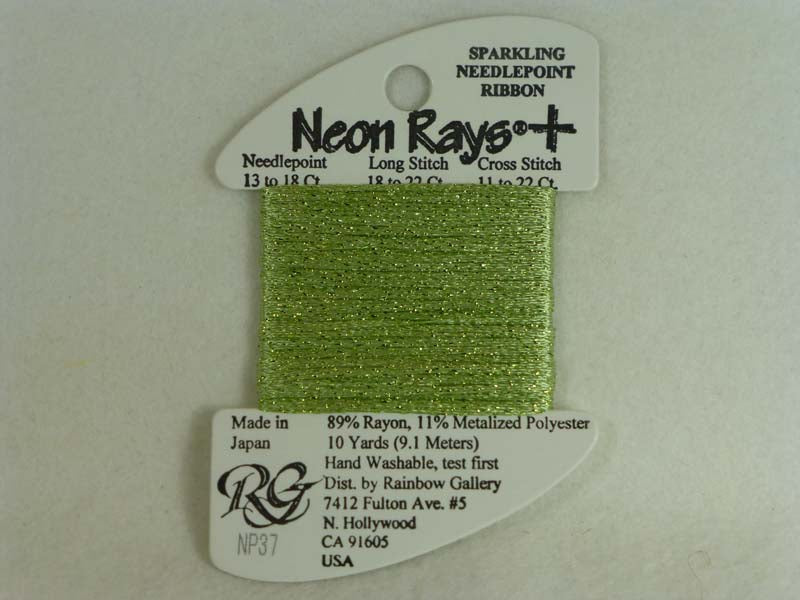 SPARKLING
NEEDLEPOINT
RIBBON
Neon Rays®+
Needlepoint Long Stitch Cross Stitch
13 to 18 Ct. 18 to 22 Ct. 11 to 22 Ct.
Made in
Japan
89% Rayon, 11% Metalized Polyester
10 Yards (9.1 Meters)
Hand Washable, test first
Dist. by Rainbow Gallery
7412 Fulton Ave. #5
N. Hollywood
CA 91605
USA
RG
NP37